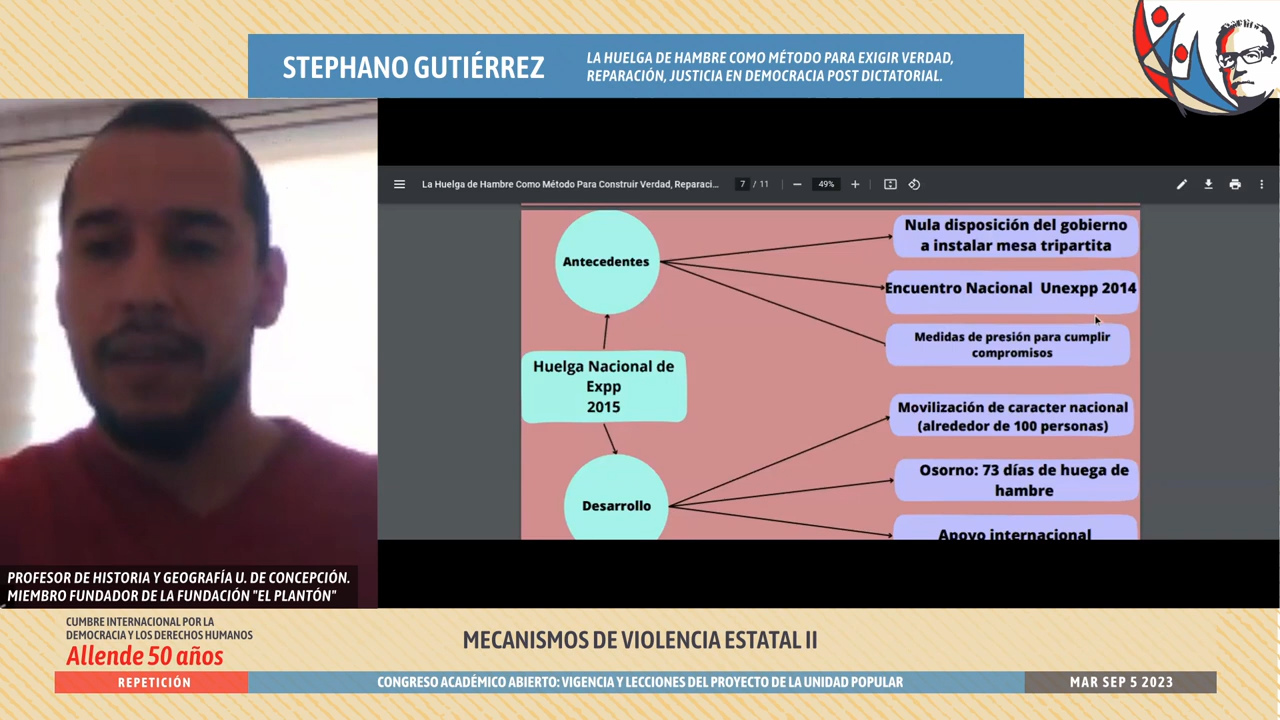 STEPHANO GUTIÉRREZ
LA HUELGA DE HAMBRE COMO MÉTODO PARA EXIGIR VERDAD,
REPARACIÓN, JUSTICIA EN DEMOCRACIA POST DICTATORIAL.
La Huelga de Hambre Como Método Para Construir Verdad, Reparaci...
7 / 11
49%
Antecedentes
Nula disposición del gobierno
a instalar mesa tripartita
Encuentro Nacional Unexpp 2014
Medidas de presión para cumplir
compromisos
Huelga Nacional de
Expp
2015
Movilización de caracter nacional
(alrededor de 100 personas)
Desarrollo
Osorno: 73 días de huega de
hambre
Apoyo internacional
PROFESOR DE HISTORIA Y GEOGRAFÍA U. DE CONCEPCIÓN.
MIEMBRO FUNDADOR DE LA FUNDACIÓN "EL PLANTÓN"
CUMBRE INTERNACIONAL POR LA
DEMOCRACIA Y LOS DERECHOS HUMANOS
Allende 50 años
MECANISMOS DE VIOLENCIA ESTATAL II
REPETICIÓN
CONGRESO ACADÉMICO ABIERTO: VIGENCIA Y LECCIONES DEL PROYECTO DE LA UNIDAD POPULAR
MAR SEP 5 2023